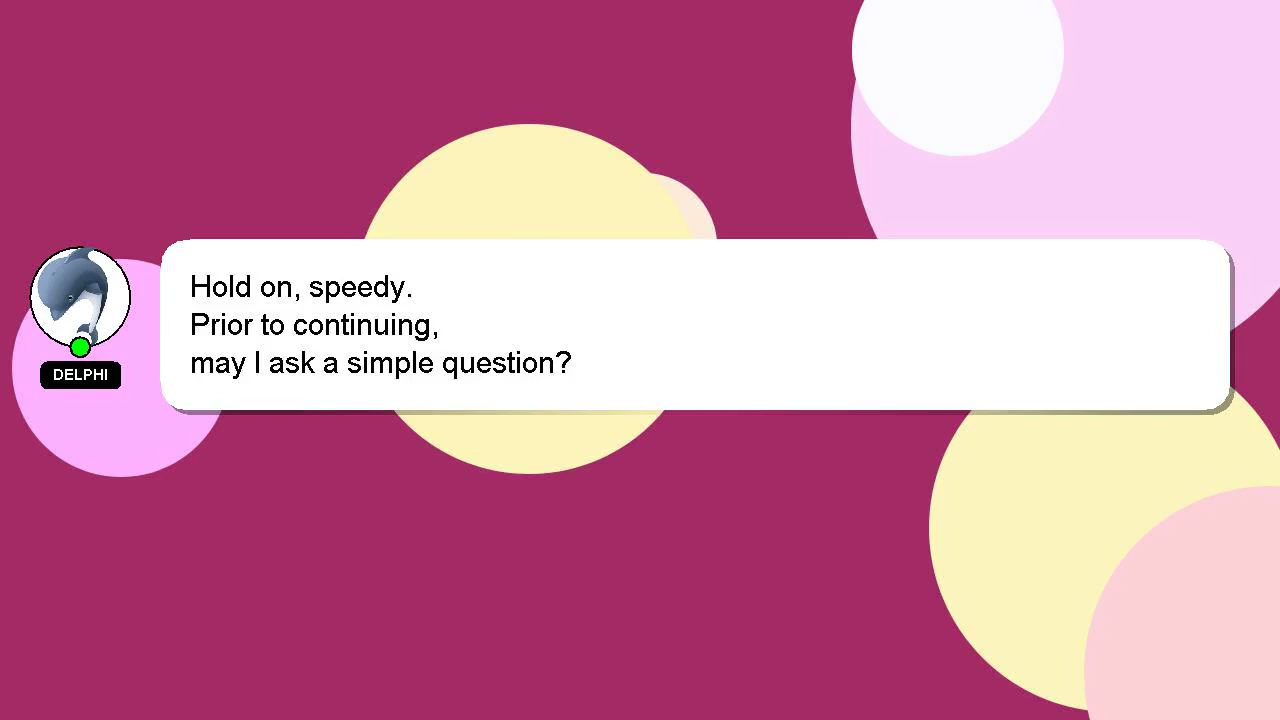 Hold on, speedy.
Prior to continuing,
may I ask a simple question?
DELPHI